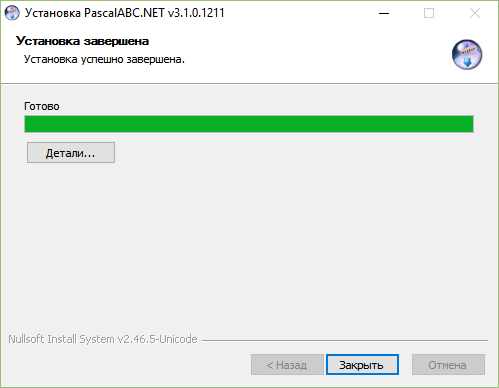 Установка PascalABC.NET v3.1.0.1211
Установка завершена
Установка успешно завершена.
Готово
Детали...
Nullsoft Install System v2.46.5-Unicode
< Назад
Закрыть
Отмена